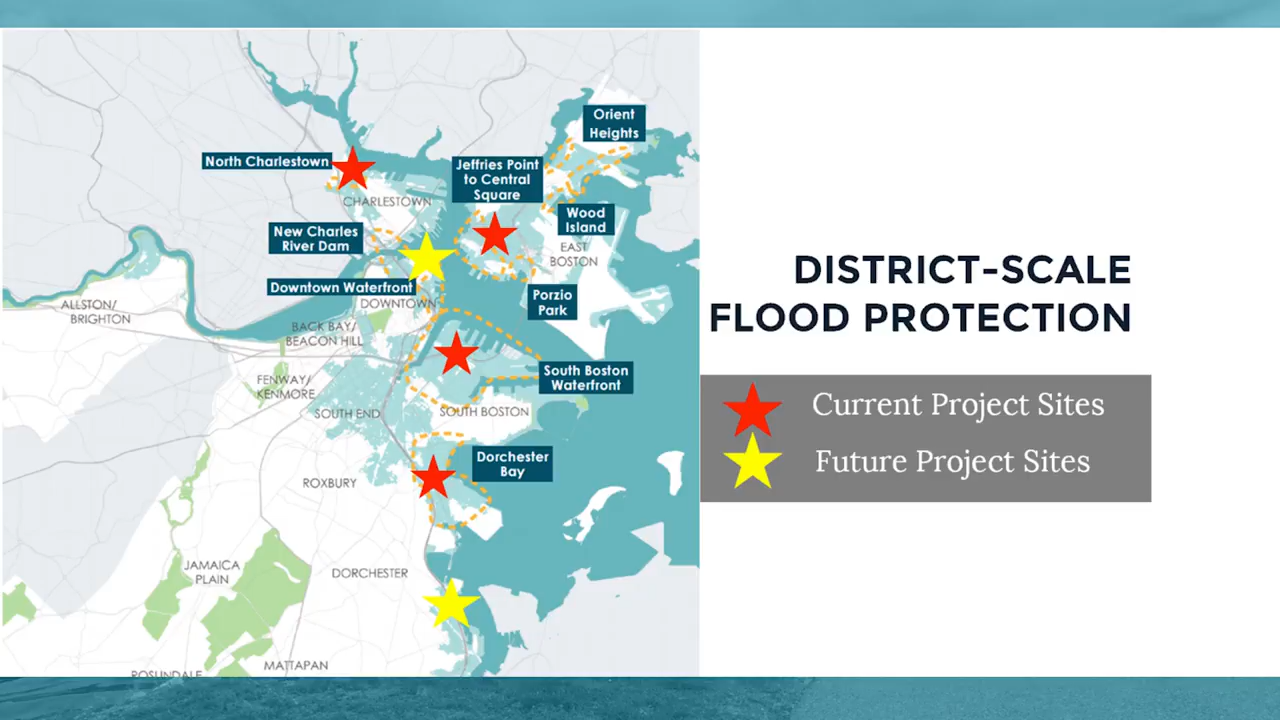 Orient
Heights
North Charlestown
Jeffries Point
to Central
Square
CHARLESTOWN
Wood
Island
New Charles
River Dam
EAST
BOSTON
Downtown Waterfront
DOWNTOWN
Porzio
Park
ALLSTON/
BRIGHTON
BACK BAY/
BEACON HILL
South Boston
Waterfront
FENWAY/
KENMORE
SOUTH END
SOUTH BOSTON
Dorchester
Bay
ROXBURY
JAMAICA
PLAIN
DORCHESTER
MATTAPAN
ROSLINDALE
DISTRICT-SCALE
FLOOD PROTECTION
Current Project Sites
Future Project Sites